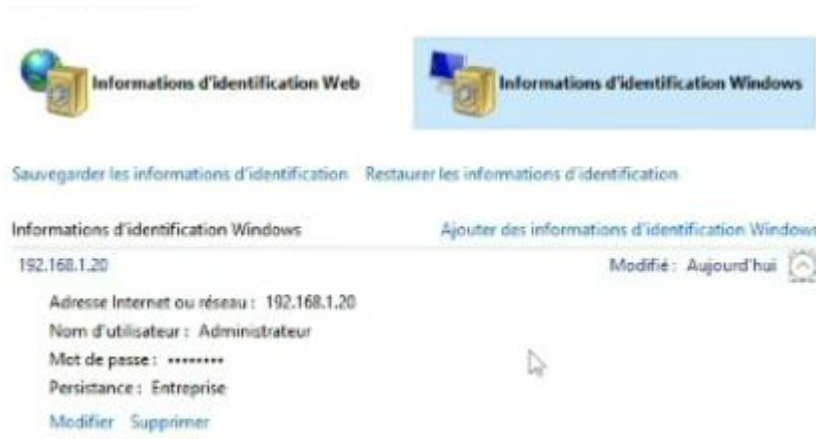 Informations d'identification Web
Informations d'identification Windows
Sauvegarder les informations d'identification Restaurer les informations d'identification
Informations d'identification Windows Ajouter des informations d'identification Windows
192.168.1.20 Modifié : Aujourd'hui
Adresse Internet ou réseau : 192.168.1.20
Nom d'utilisateur : Administrateur
Mot de passe : ••••••••
Persistance : Entreprise
Modifier Supprimer